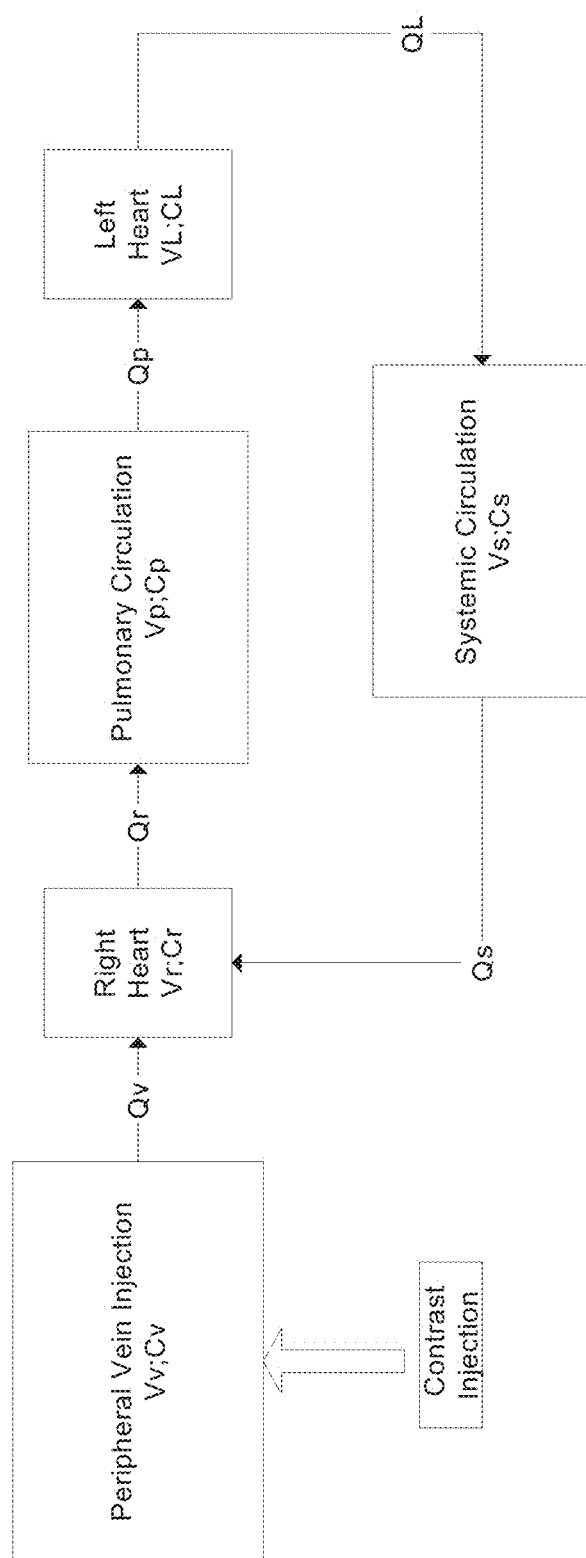 Peripheral Vein Injection
Vv;Cv
Contrast
Injection
Qv
Right
Heart
Vr;Cr
Qr
Pulmonary Circulation
Vp;Cp
Qp
Left
Heart
VL;CL
QL
Systemic Circulation
Vs;Cs
Qs